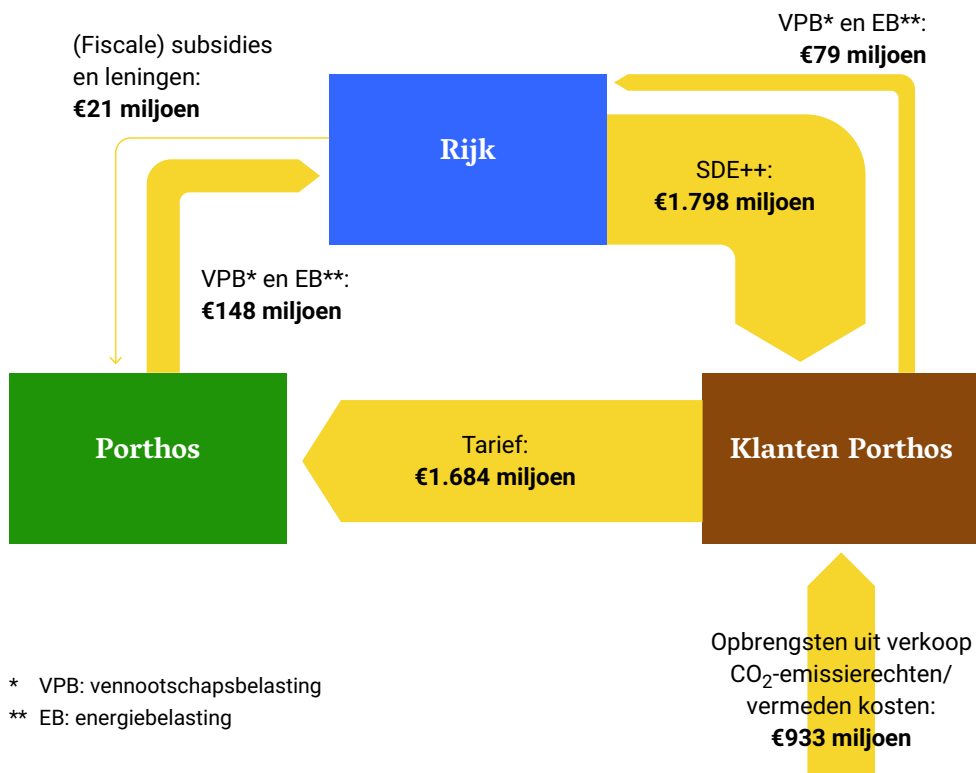 (Fiscale) subsidies
en leningen:
€21 miljoen
VPB* en EB**:
€79 miljoen
Rijk
SDE++:
€1.798 miljoen
VPB* en EB**:
€148 miljoen
Porthos
Tarief:
€1.684 miljoen
Klanten Porthos
Opbrengsten uit verkoop
CO₂-emissierechten/
vermeden kosten:
€933 miljoen
* VPB: vennootschapsbelasting
** EB: energiebelasting